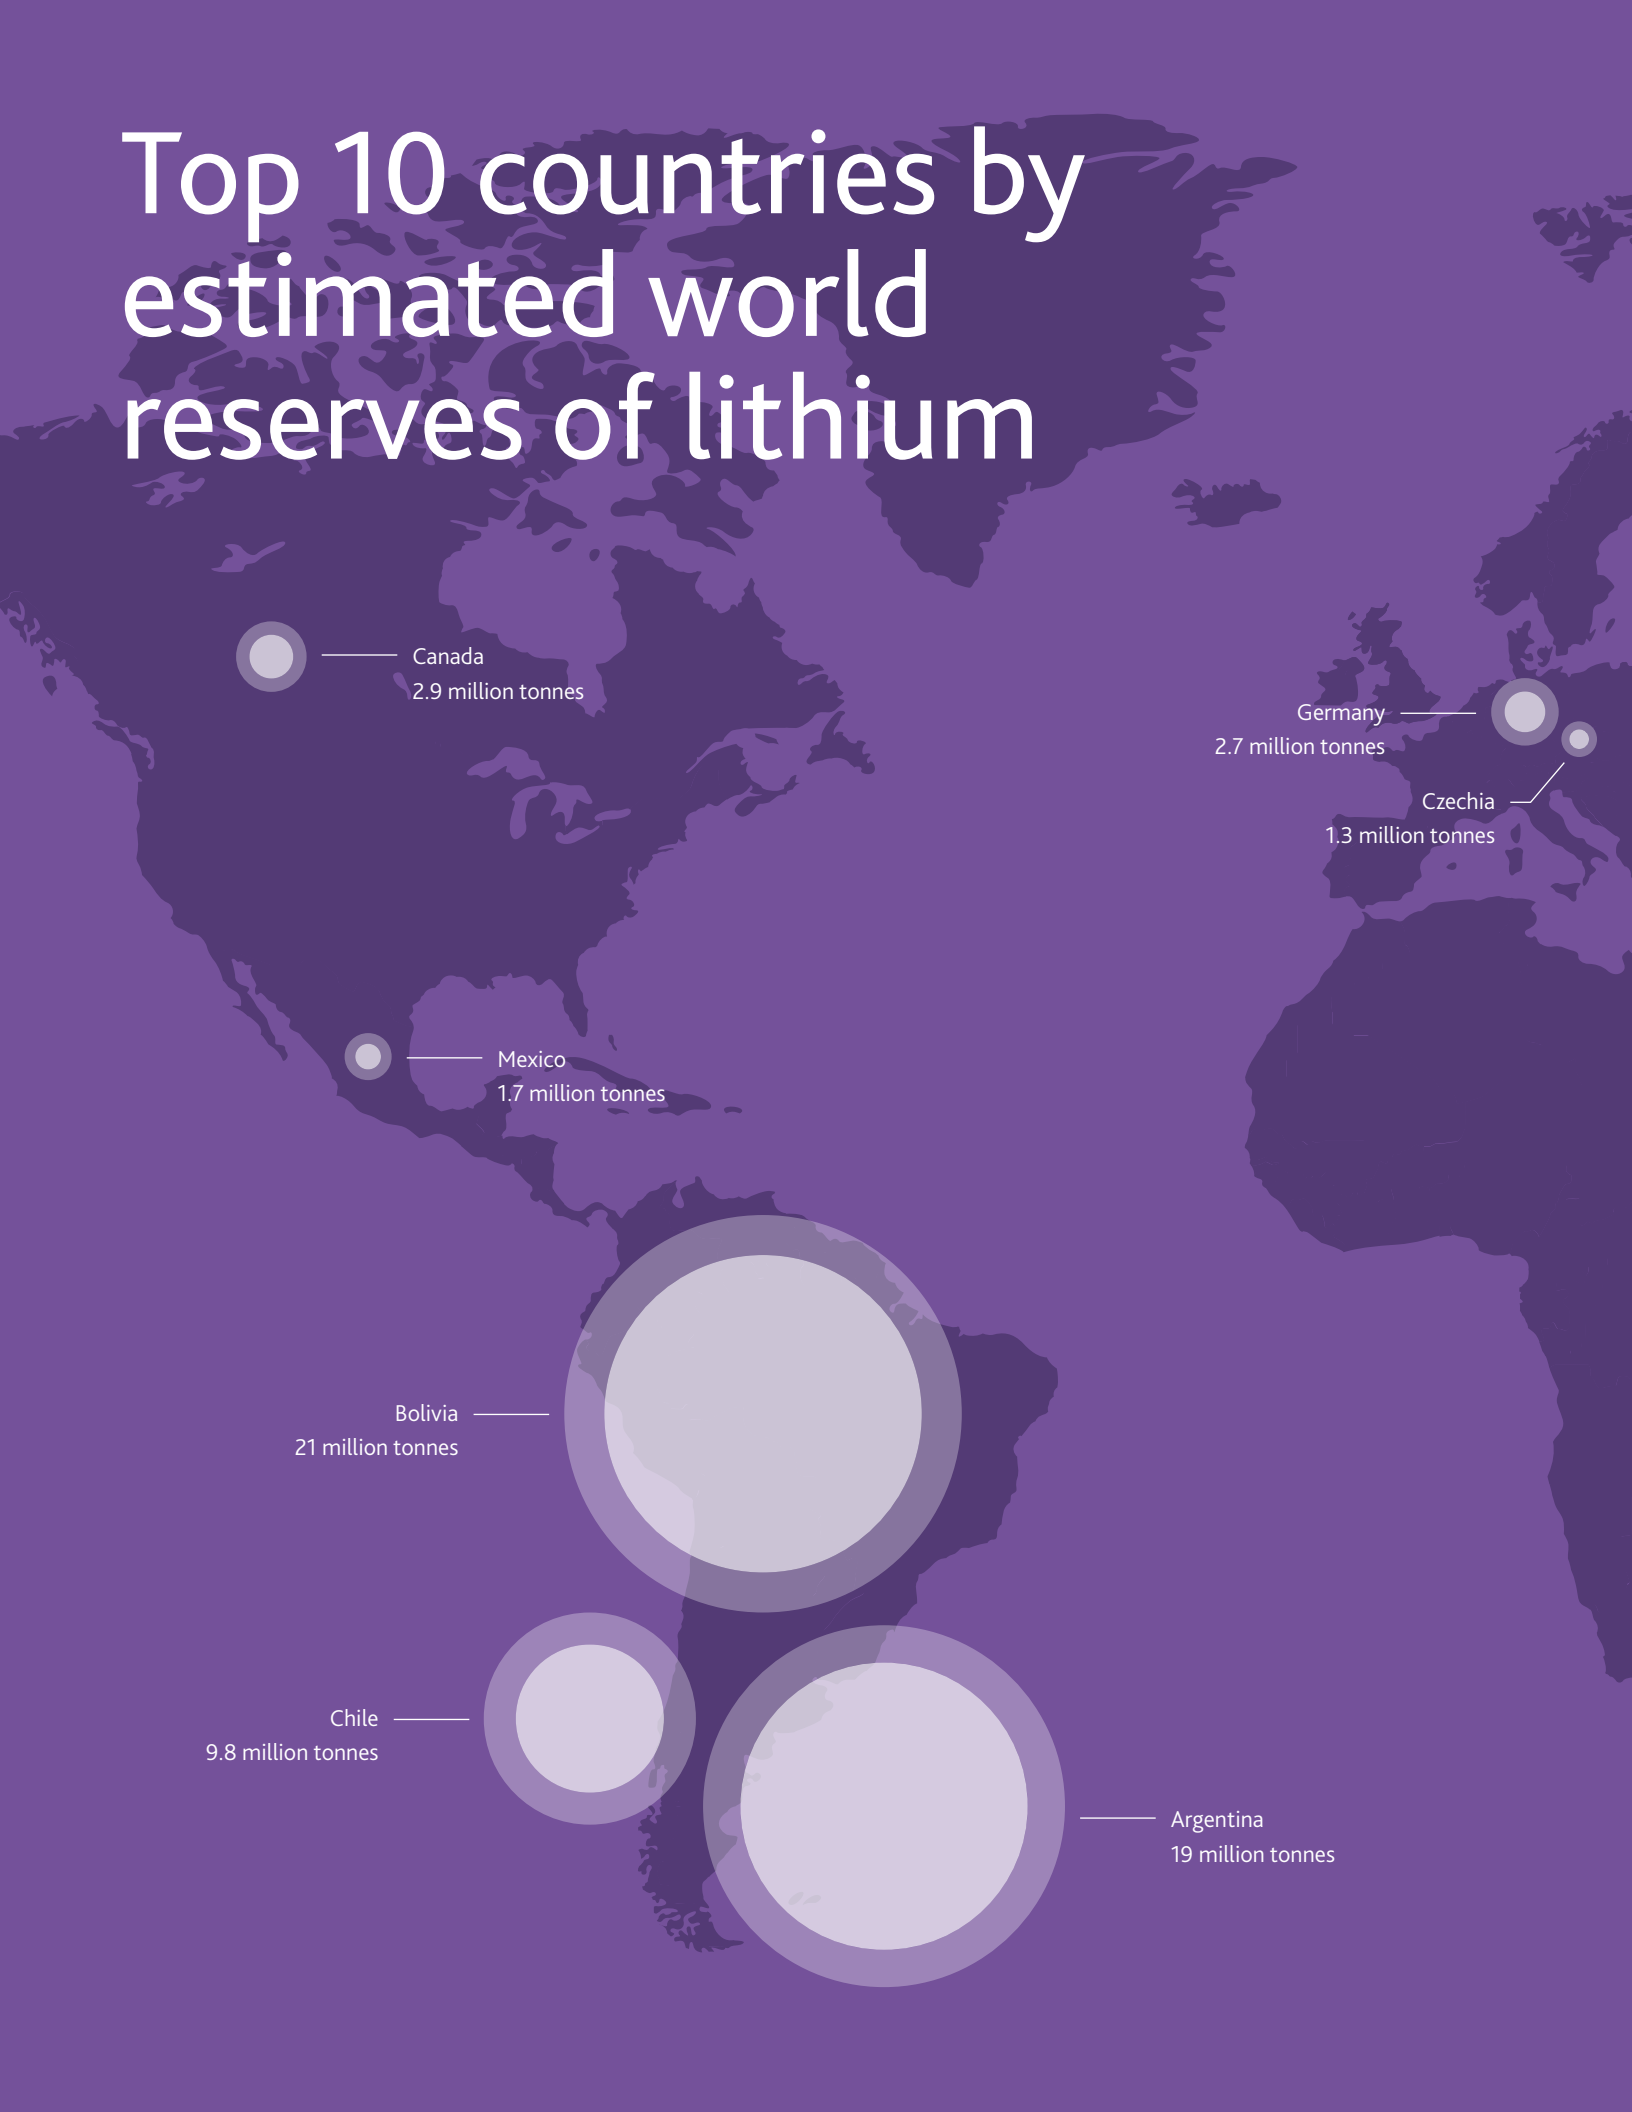 Top 10 countries by
estimated world
reserves of lithium
Canada
2.9 million tonnes
Germany
2.7 million tonnes
Czechia
1.3 million tonnes
Mexico
1.7 million tonnes
Bolivia
21 million tonnes
Chile
9.8 million tonnes
Argentina
19 million tonnes